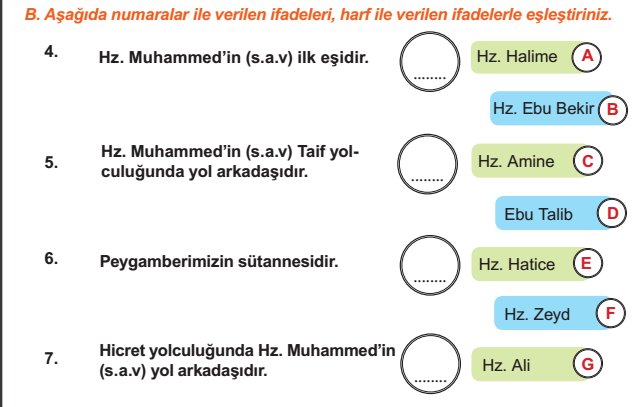 B. Aşağıda numaralar ile verilen ifadeleri, harf ile verilen ifadelerle eşleştiriniz.
4. Hz. Muhammed’in (s.a.v) ilk eşidir. ........ Hz. Halime A
Hz. Ebu Bekir B
5. Hz. Muhammed’in (s.a.v) Taif yol-
culuğunda yol arkadaşıdır. ........ Hz. Amine C
Ebu Talib D
6. Peygamberimizin sütannesidir. ........ Hz. Hatice E
Hz. Zeyd F
7. Hicret yolculuğunda Hz. Muhammed’in
(s.a.v) yol arkadaşıdır. ........ Hz. Ali G